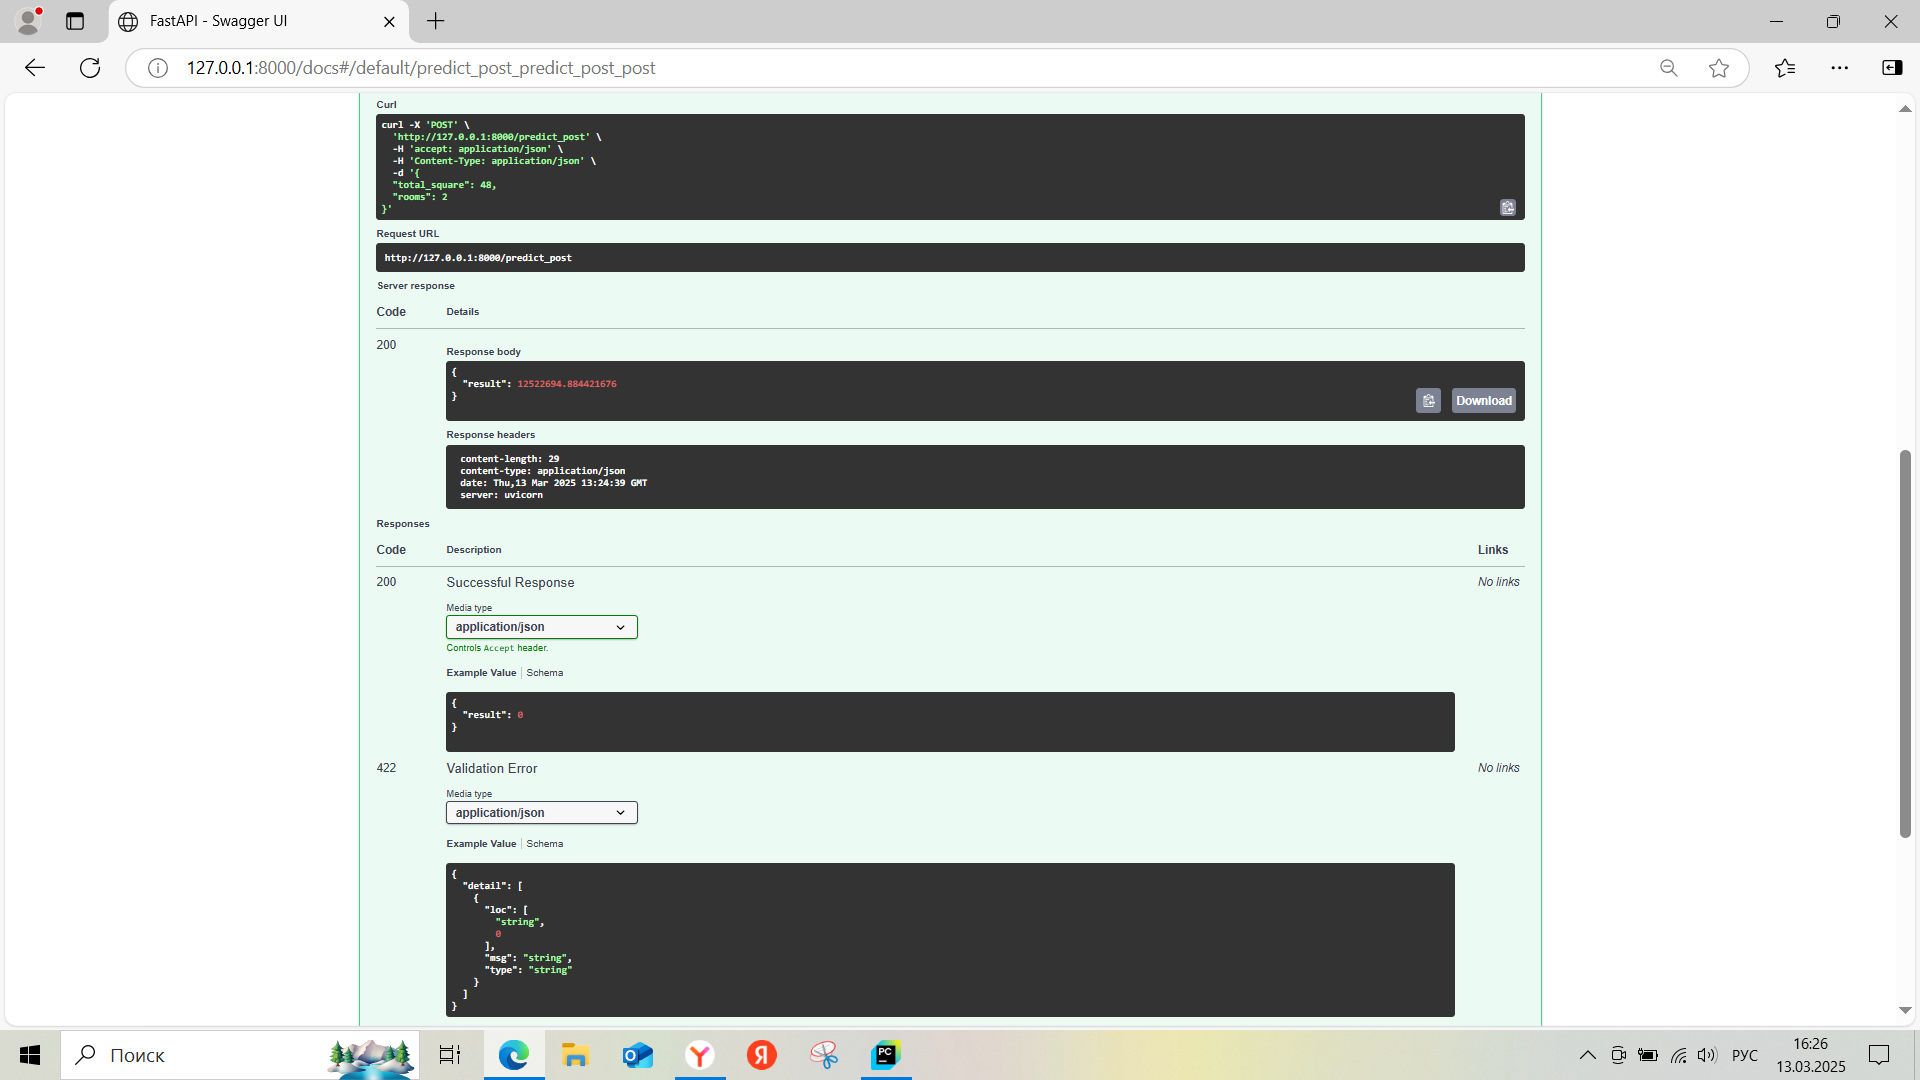 FastAPI - Swagger UI
127.0.0.1:8000/docs#/default/predict_post_predict_post_post
Curl
curl -X 'POST' \
'http://127.0.0.1:8000/predict_post' \
-H 'accept: application/json' \
-H 'Content-Type: application/json' \
-d '{
"total_square": 48,
"rooms": 2
}'
Request URL
http://127.0.0.1:8000/predict_post
Server response
Code Details
200
Response body
{
"result": 12522694.884421676
}
Download
Response headers
content-length: 29
content-type: application/json
date: Thu,13 Mar 2025 13:24:39 GMT
server: uvicorn
Responses
Code Description Links
200 Successful Response No links
Media type
application/json
Controls Accept header.
Example Value Schema
{
"result": 0
}
422 Validation Error No links
Media type
application/json
Example Value Schema
{
"detail": [
{
"loc": [
"string",
0
],
"msg": "string",
"type": "string"
}
]
}
Поиск
PC
РУС
16:26
13.03.2025